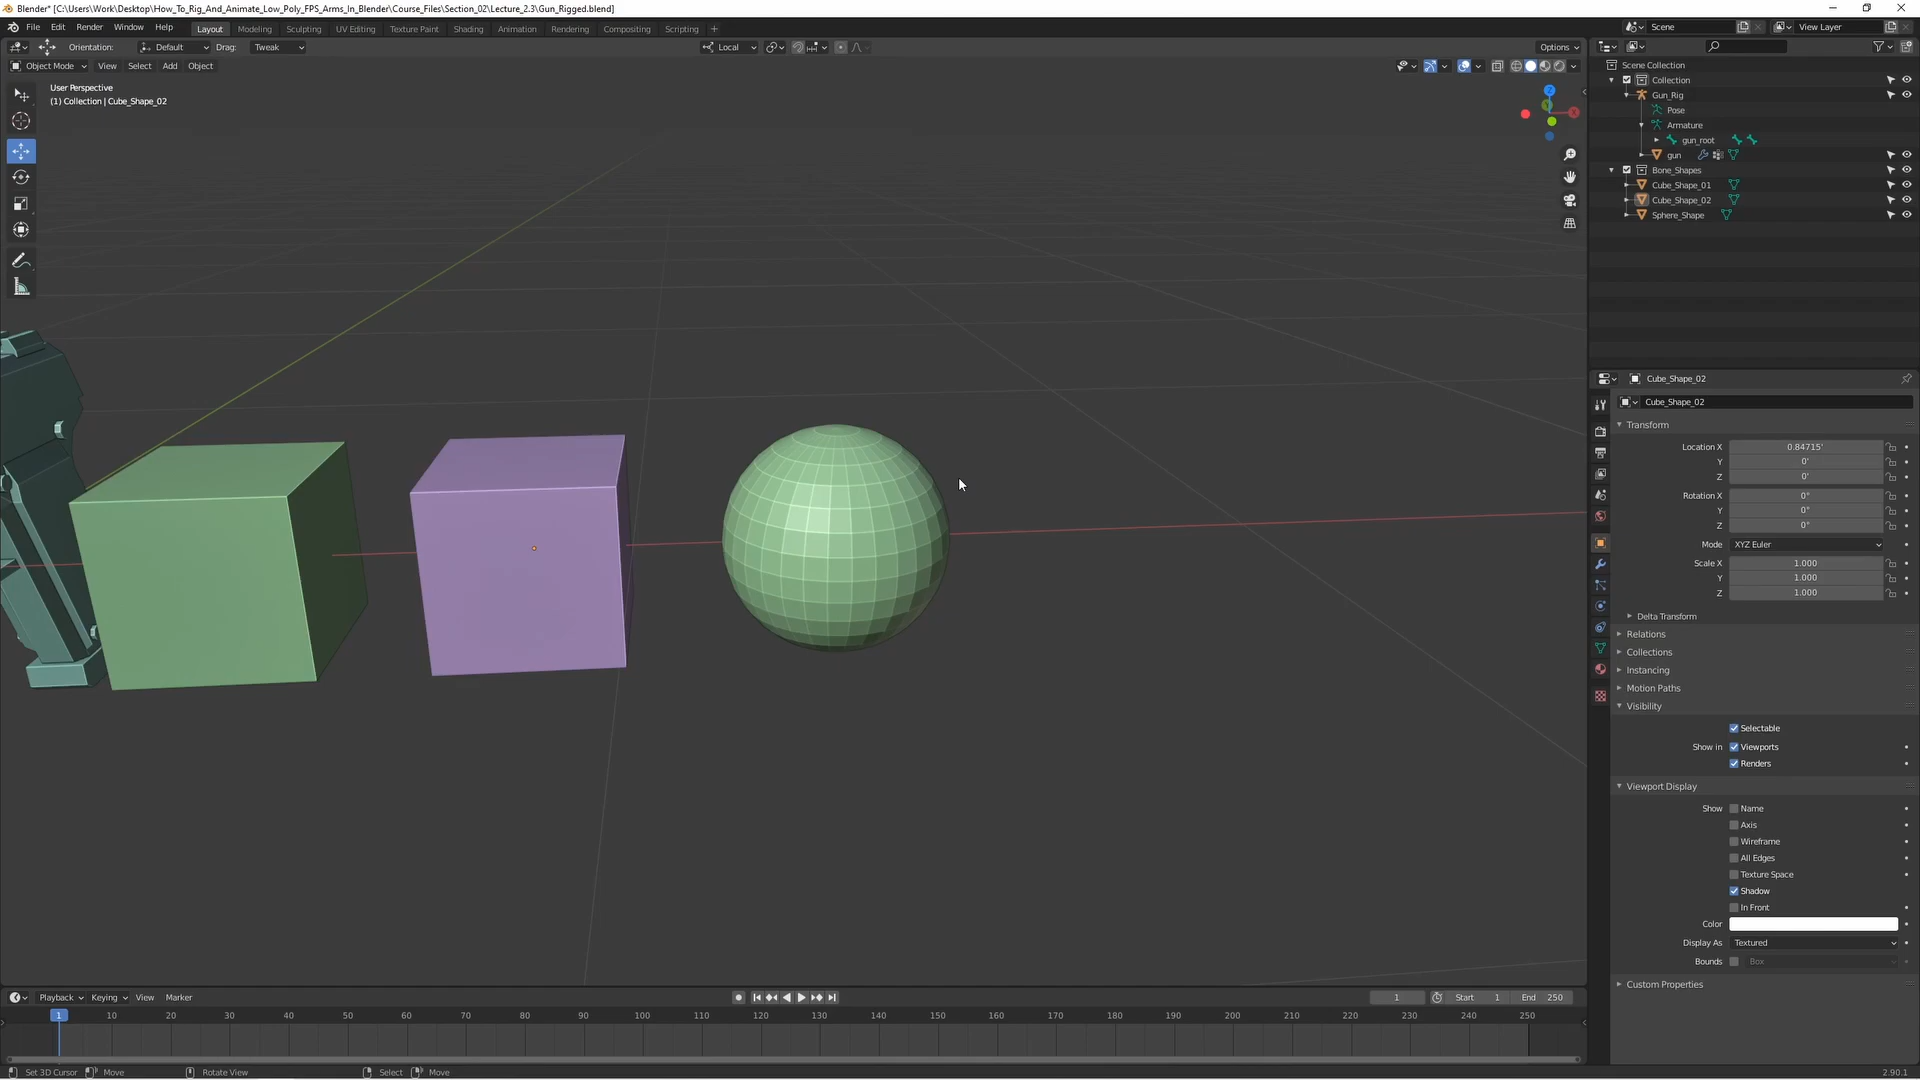 Blender* [C:\Users\Work\Desktop\How_To_Rig_And_Animate_Low_Poly_FPS_Arms_In_Blender\Course_Files\Section_02\Lecture_2.3\Gun_Rigged.blend]
File Edit Render Window Help Layout Modeling Sculpting UV Editing Texture Paint Shading Animation Rendering Compositing Scripting + Scene View Layer
Orientation: Default Drag: Tweak Local Options
Object Mode View Select Add Object
User Perspective
(1) Collection | Cube_Shape_02
Z
Y
X
Scene Collection
Collection
Gun_Rig
Pose
Armature
gun_root
gun
Bone_Shapes
Cube_Shape_01
Cube_Shape_02
Sphere_Shape
Cube_Shape_02
Cube_Shape_02
Transform
Location X 0.84715'
Y 0'
Z 0'
Rotation X 0°
Y 0°
Z 0°
Mode XYZ Euler
Scale X 1.000
Y 1.000
Z 1.000
Delta Transform
Relations
Collections
Instancing
Motion Paths
Visibility
Selectable
Show in Viewports
Renders
Viewport Display
Show Name
Axis
Wireframe
All Edges
Texture Space
Shadow
In Front
Color
Display As Textured
Bounds Box
Custom Properties
Playback Keying View Marker 1 Start 1 End 250
1 10 20 30 40 50 60 70 80 90 100 110 120 130 140 150 160 170 180 190 200 210 220 230 240 250
Set 3D Cursor Move Rotate View Select Move 2.90.1